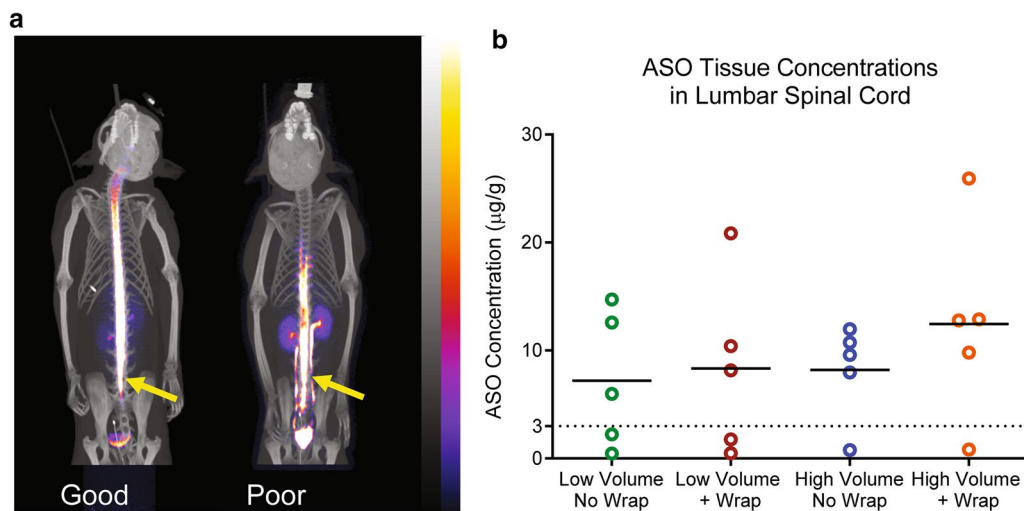 a
Good
Poor
b
ASO Tissue Concentrations
in Lumbar Spinal Cord
ASO Concentration (µg/g)
30
20
10
3
0
Low Volume
No Wrap
Low Volume
+ Wrap
High Volume
No Wrap
High Volume
+ Wrap